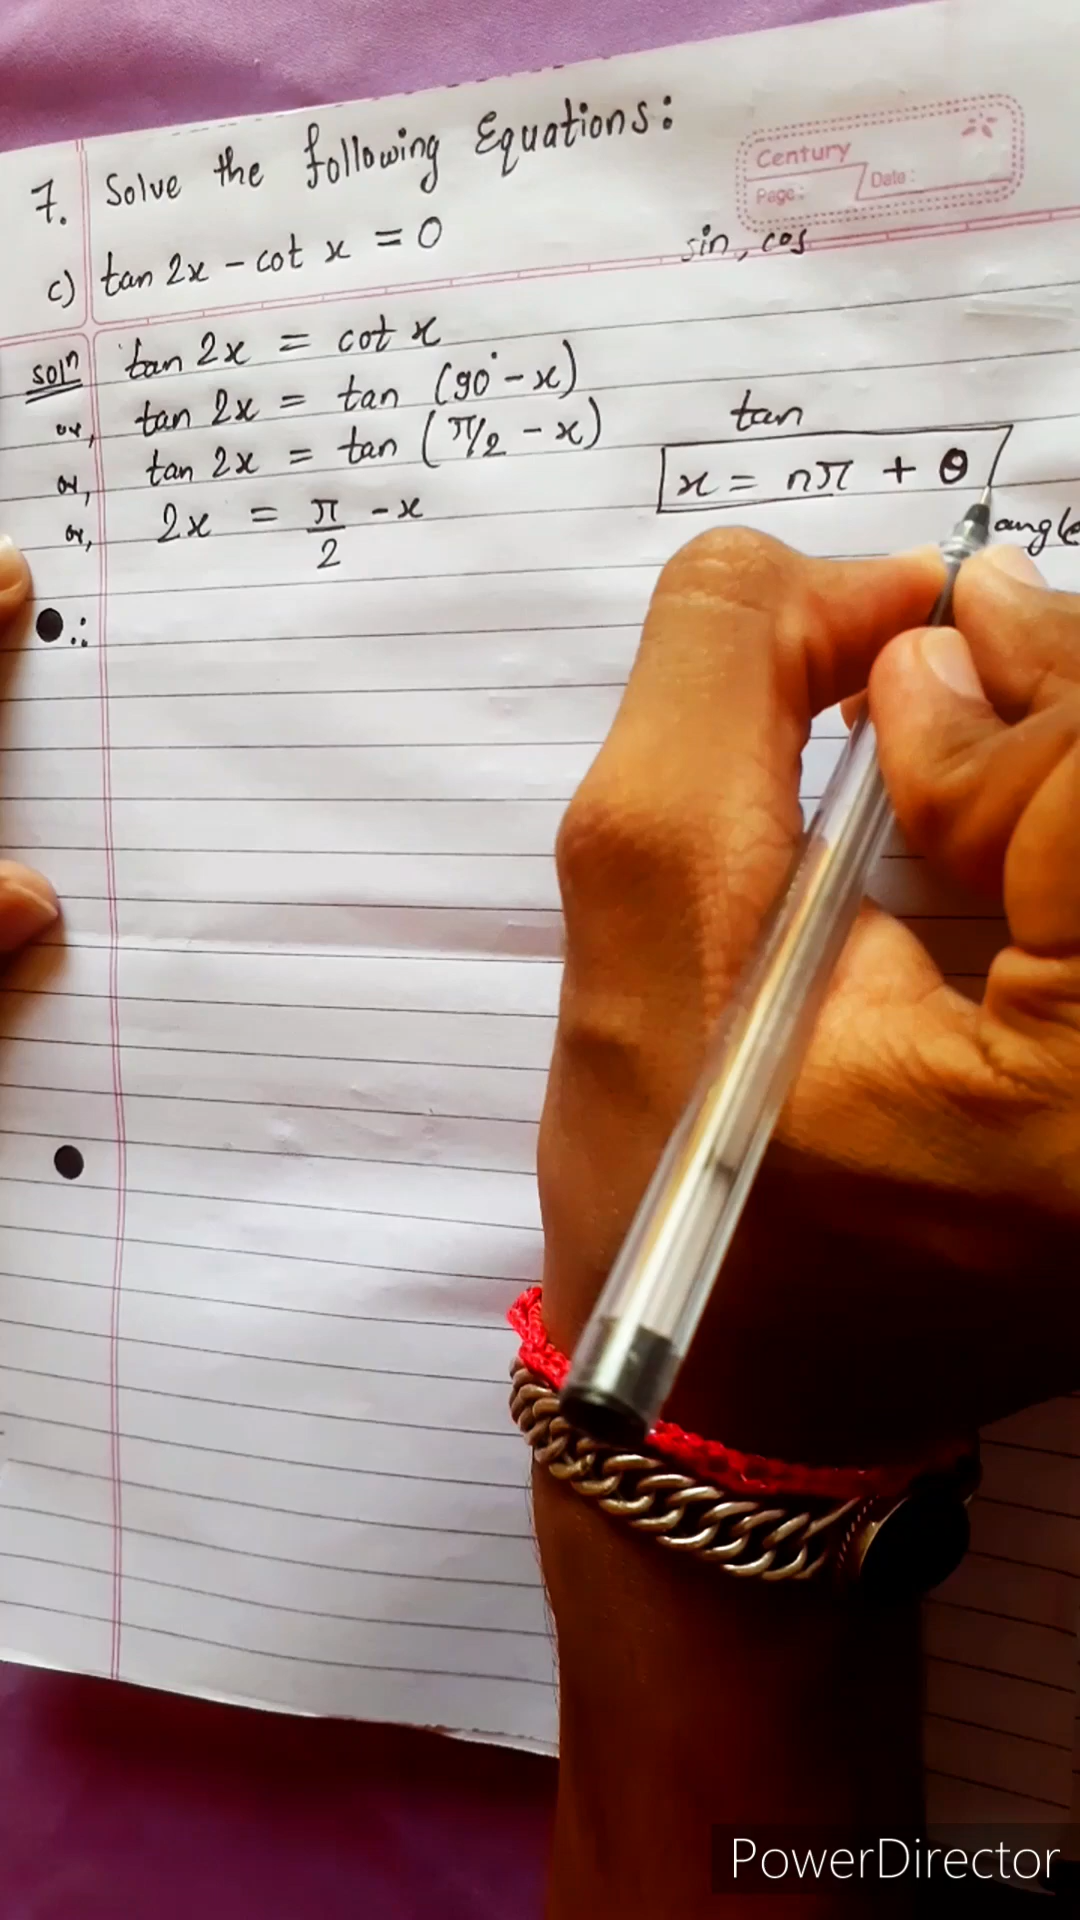 7. Solve the following Equations:
Century
Page: Date:
c) tan 2x - cot x = 0
sin, cos
solⁿ tan 2x = cot x
or, tan 2x = tan (90° - x)
or, tan 2x = tan (π/2 - x)
or, 2x = π/2 - x
∴
tan
x = nπ + θ
angle
PowerDirector